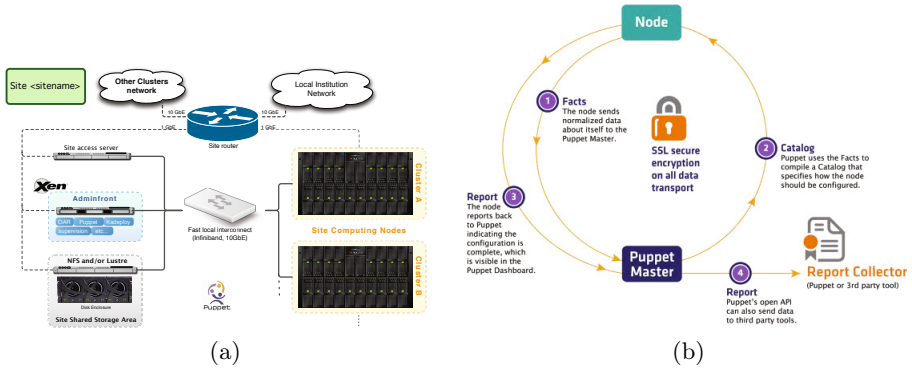 Site <sitename>
Other Clusters
network
Local Institution
Network
10 GbE
10 GbE
1 GbE
1 GbE
Site router
Site access server
Xen
Adminfront
OAR
Puppet
Kadeploy
supervision
etc...
Fast local interconnect
(Infiniband, 10GbE)
Cluster A
Site Computing Nodes
Cluster B
NFS and/or Lustre
Disk Enclosure
Site Shared Storage Area
Puppet
(a)
Node
1
Facts
The node sends
normalized data
about itself to the
Puppet Master.
SSL secure
encryption
on all data
transport
2
Catalog
Puppet uses the Facts to
compile a Catalog that
specifies how the node
should be configured.
Report
3
The node
reports back
to Puppet
indicating the
configuration is
complete, which
is visible in the
Puppet Dashboard.
Puppet
Master
4
Report
Puppet's open API
can also send data
to third party tools.
Report Collector
(Puppet or 3rd party tool)
(b)